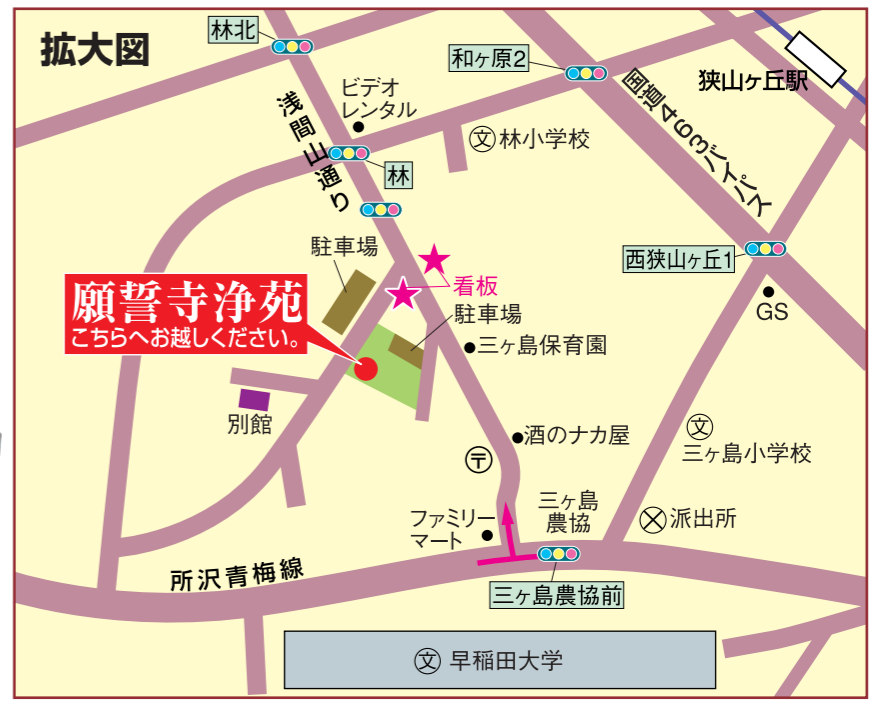 拡大図
林北
和ヶ原2
狭山ヶ丘駅
ビデオ
レンタル
浅間山通り
国道463バイパス
文 林小学校
林
駐車場
西狭山ヶ丘1
看板
願誓寺浄苑
こちらへお越しください。
駐車場
GS
三ヶ島保育園
別館
酒のナカ屋
文
三ヶ島小学校
〒
三ヶ島
農協
ファミリー
マート
派出所
所沢青梅線
三ヶ島農協前
文 早稲田大学